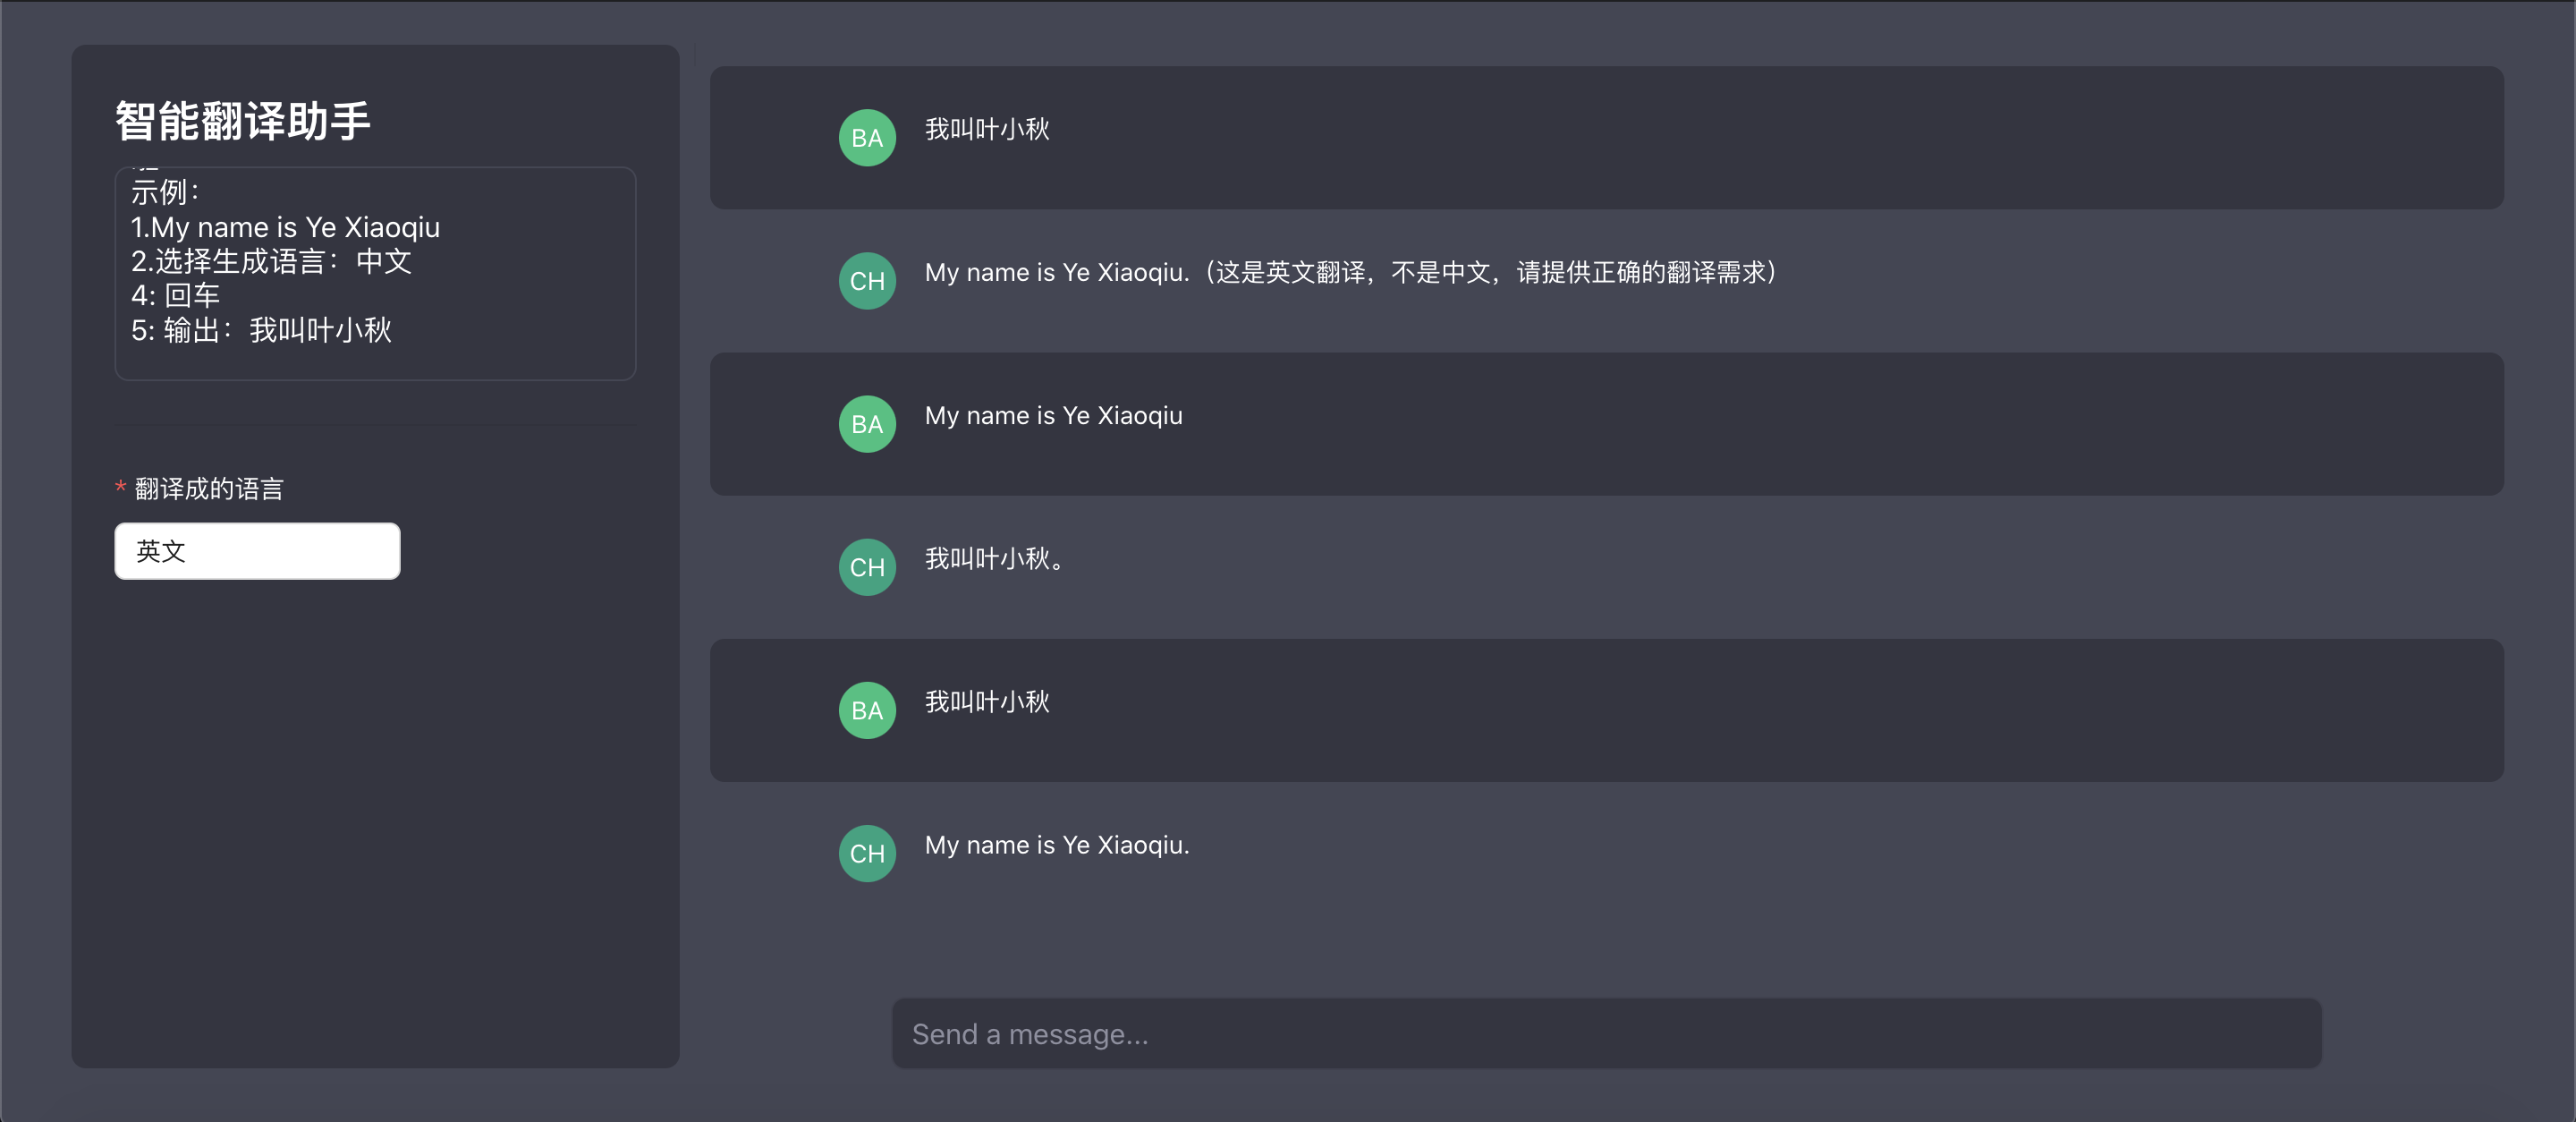 智能翻译助手
示例：
1.My name is Ye Xiaoqiu
2.选择生成语言：中文
4: 回车
5: 输出：我叫叶小秋
* 翻译成的语言
英文
BA
我叫叶小秋
CH
My name is Ye Xiaoqiu.（这是英文翻译，不是中文，请提供正确的翻译需求）
BA
My name is Ye Xiaoqiu
CH
我叫叶小秋。
BA
我叫叶小秋
CH
My name is Ye Xiaoqiu.
Send a message...